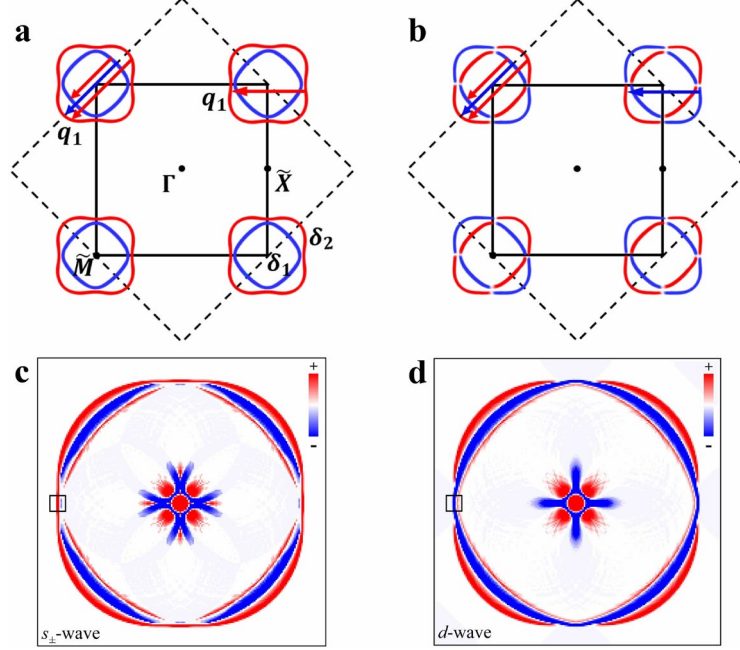 a
b
q₁
q₁
Γ
X̃
M̃
δ₁
δ₂
c
d
+
-
+
-
s±-wave
d-wave